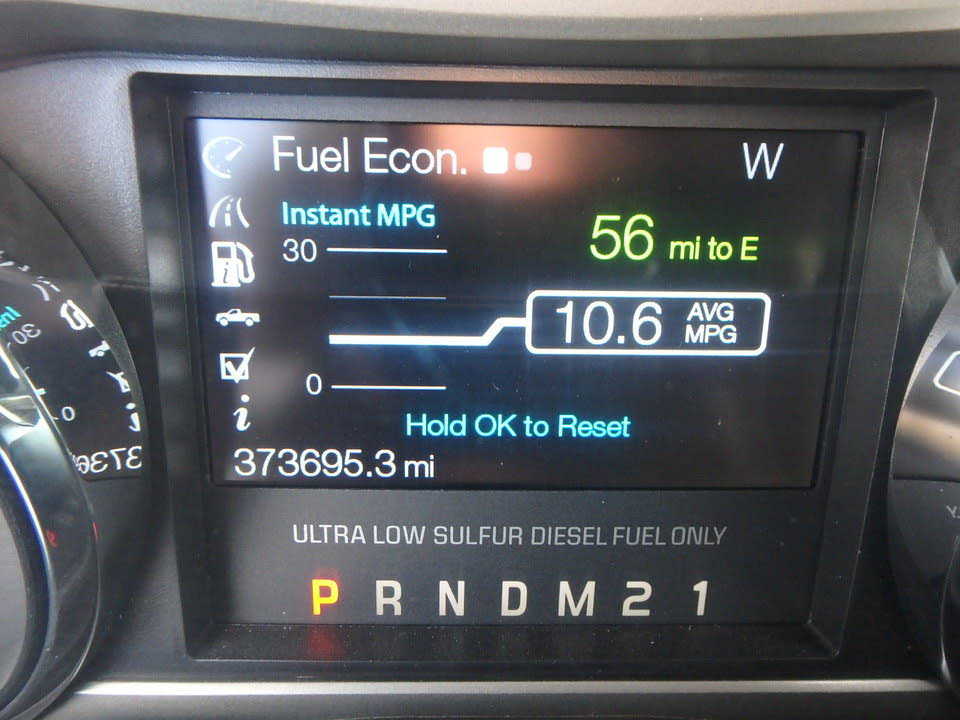 Fuel Econ.
W
Instant MPG
30
56 mi to E
10.6 AVG MPG
0
Hold OK to Reset
373695.3 mi
ULTRA LOW SULFUR DIESEL FUEL ONLY
P R N D M 2 1